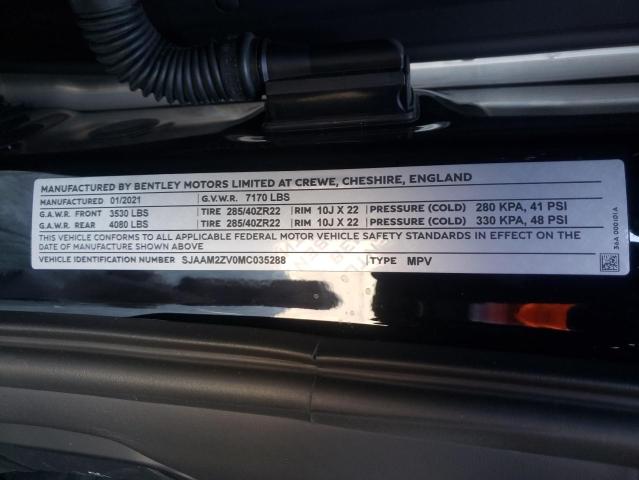 MANUFACTURED BY BENTLEY MOTORS LIMITED AT CREWE, CHESHIRE, ENGLAND
MANUFACTURED 01/2021 G.V.W.R. 7170 LBS
G.A.W.R. FRONT 3530 LBS TIRE 285/40ZR22 RIM 10J X 22 PRESSURE (COLD) 280 KPA, 41 PSI
G.A.W.R. REAR 4080 LBS TIRE 285/40ZR22 RIM 10J X 22 PRESSURE (COLD) 330 KPA, 48 PSI
THIS VEHICLE CONFORMS TO ALL APPLICABLE FEDERAL MOTOR VEHICLE SAFETY STANDARDS IN EFFECT ON THE
DATE OF MANUFACTURE SHOWN ABOVE
VEHICLE IDENTIFICATION NUMBER SJAAM2ZV0MC035288 TYPE MPV
36A 000101A